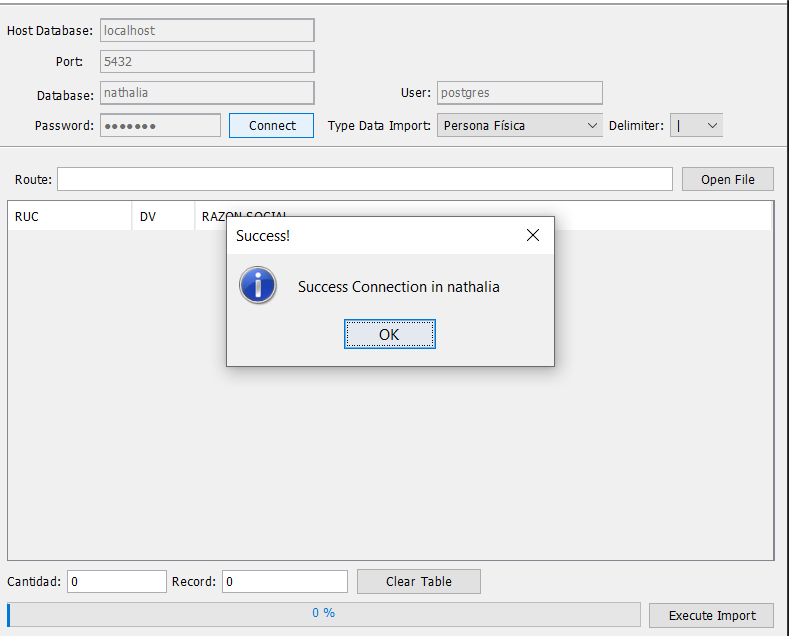 Host Database: localhost
Port: 5432
Database: nathalia User: postgres
Password: ●●●●●●● Connect Type Data Import: Persona Física Delimiter: |
Route: Open File
RUC DV RAZON SOCIAL
Success!
Success Connection in nathalia
OK
Cantidad: 0 Record: 0 Clear Table
0 % Execute Import